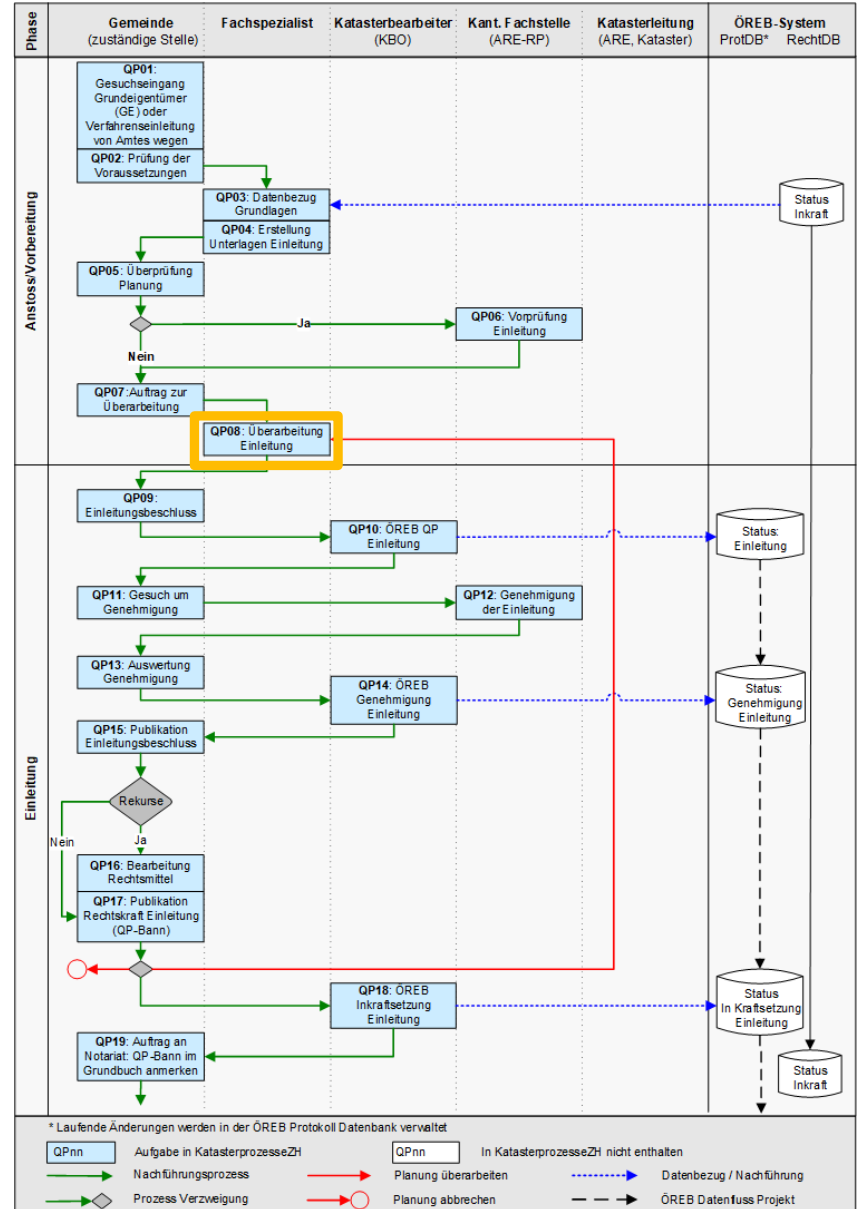 Phase
Gemeinde
(zuständige Stelle)
Fachspezialist
Katasterbearbeiter
(KBO)
Kant. Fachstelle
(ARE-RP)
Katasterleitung
(ARE, Kataster)
ÖREB-System
ProtDB* RechtDB
Anstoss/Vorbereitung
QP01:
Gesuchseingang
Grundeigentümer
(GE) oder
Verfahrenseinleitung
von Amtes wegen
QP02: Prüfung der
Voraussetzungen
QP03: Datenbezug
Grundlagen
Status
Inkraft
QP04: Erstellung
Unterlagen Einleitung
QP05: Überprüfung
Planung
Ja
QP06: Vorprüfung
Einleitung
Nein
QP07:Auftrag zur
Überarbeitung
QP08: Überarbeitung
Einleitung
Einleitung
QP09:
Einleitungsbeschluss
QP10: ÖREB QP
Einleitung
Status:
Einleitung
QP11: Gesuch um
Genehmigung
QP12: Genehmigung
der Einleitung
QP13: Auswertung
Genehmigung
QP14: ÖREB
Genehmigung
Einleitung
Status:
Genehmigung
Einleitung
QP15: Publikation
Einleitungsbeschluss
Rekurse
Nein
Ja
QP16: Bearbeitung
Rechtsmittel
QP17: Publikation
Rechtskraft Einleitung
(QP-Bann)
QP18: ÖREB
Inkraftsetzung
Einleitung
Status
In Kraftsetzung
Einleitung
QP19: Auftrag an
Notariat: QP-Bann im
Grundbuch anmerken
Status
Inkraft
* Laufende Änderungen werden in der ÖREB Protokoll Datenbank verwaltet
QPnn Aufgabe in KatasterprozesseZH QPnn In KatasterprozesseZH nicht enthalten
Nachführungsprozess Planung überarbeiten Datenbezug / Nachführung
Prozess Verzweigung Planung abbrechen ÖREB Datenfluss Projekt